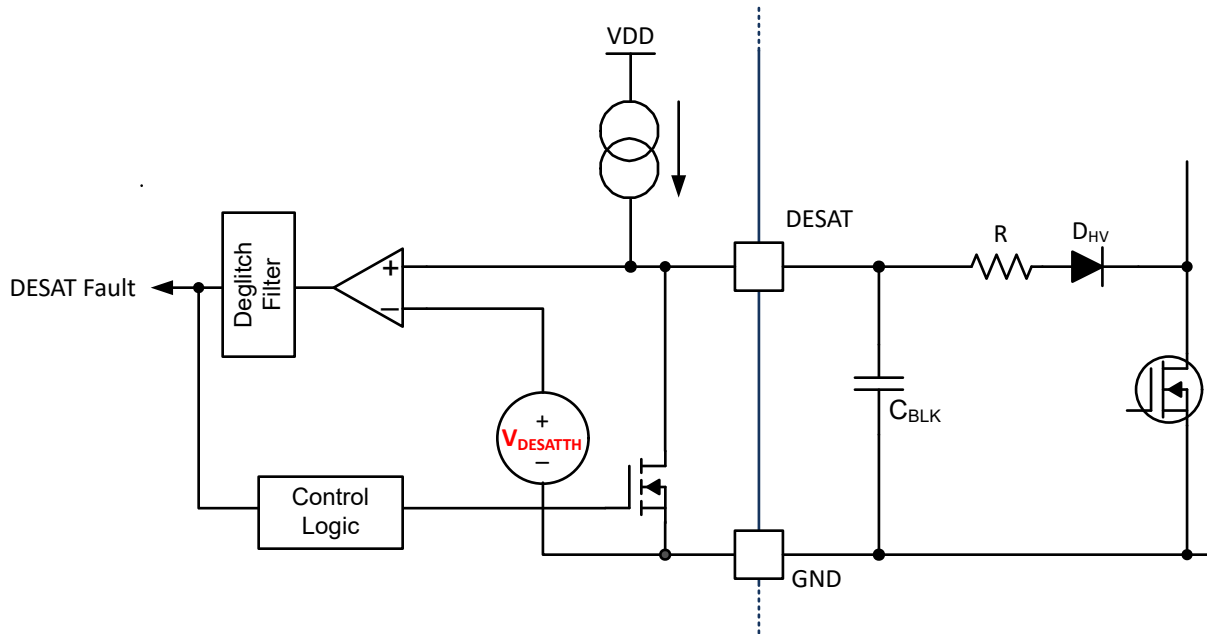 VDD
DESAT
R
DHV
+
−
Deglitch
Filter
DESAT Fault
CBLK
+
VDESATTH
−
Control
Logic
GND